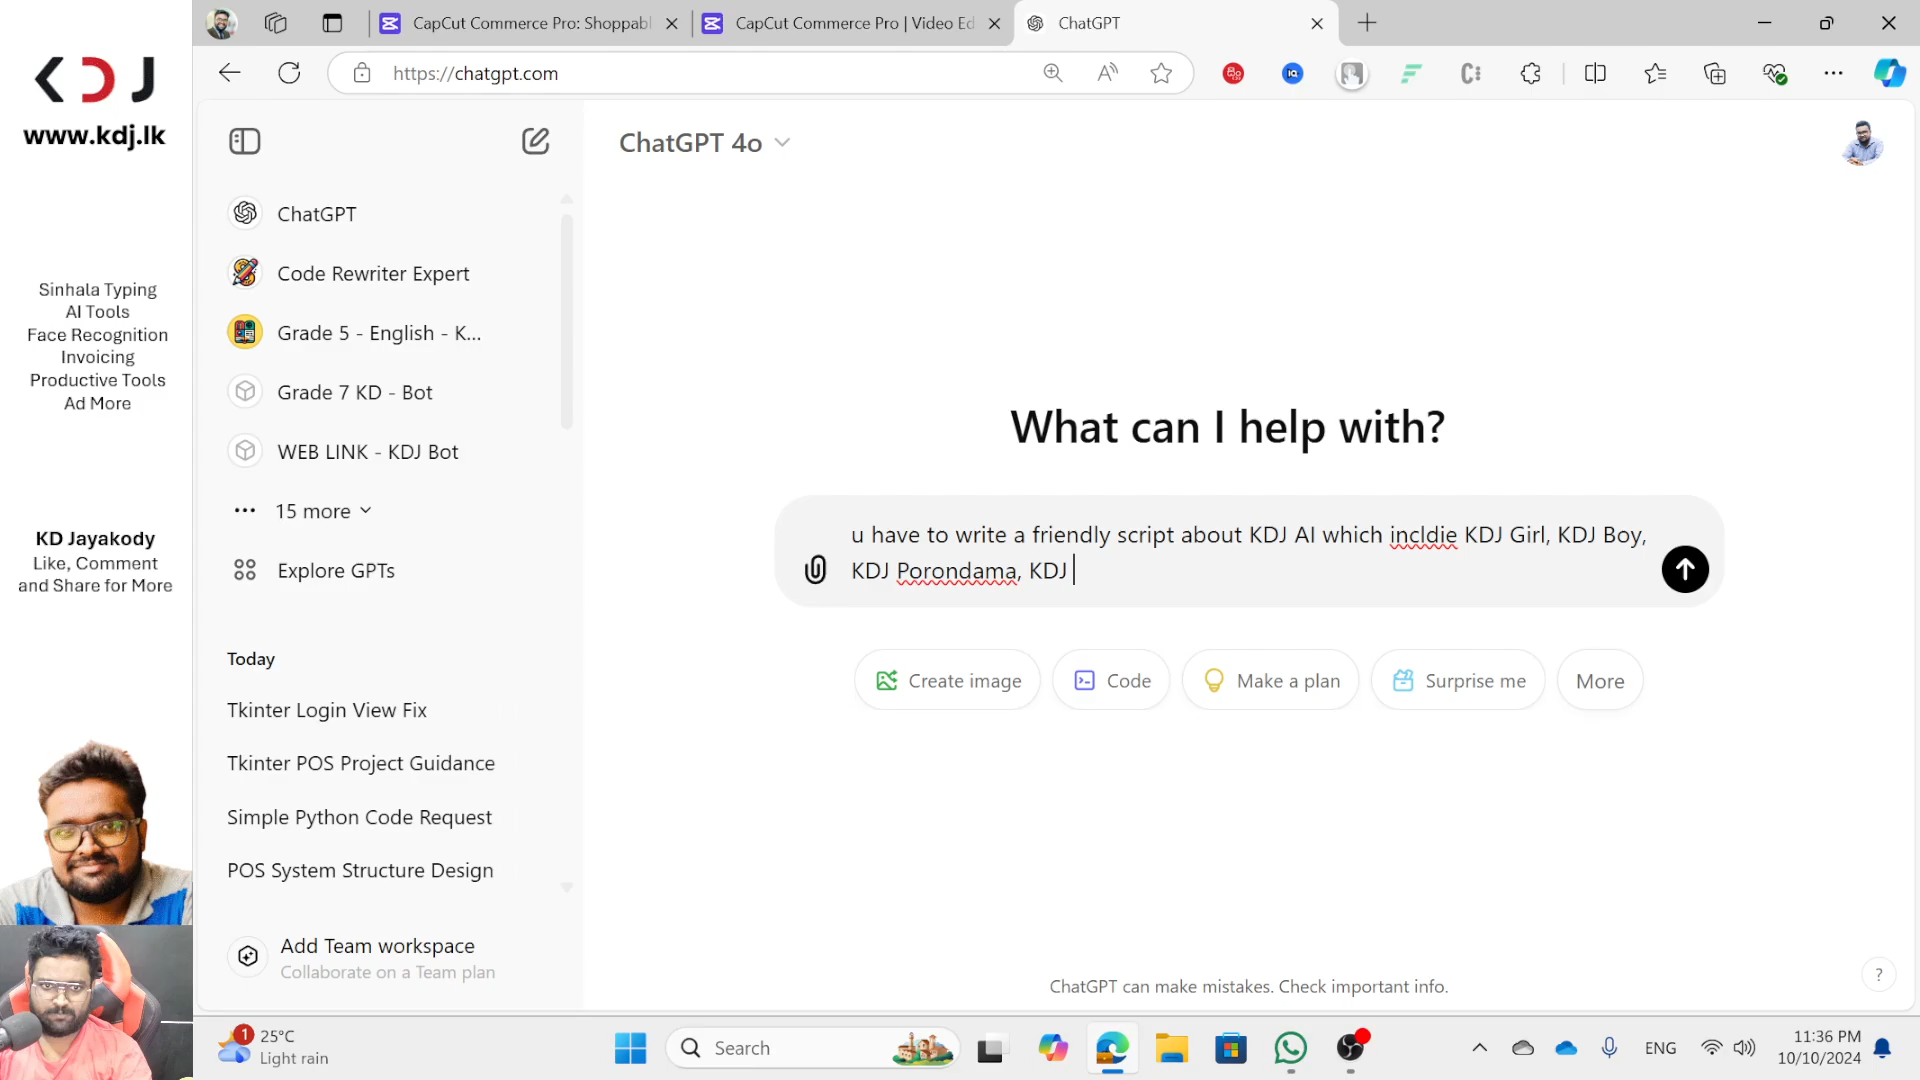 KDJ
www.kdj.lk
Sinhala Typing
AI Tools
Face Recognition
Invoicing
Productive Tools
Ad More
KD Jayakody
Like, Comment
and Share for More
CapCut Commerce Pro: Shoppabl
CapCut Commerce Pro | Video Ed
ChatGPT
https://chatgpt.com
ChatGPT
Code Rewriter Expert
Grade 5 - English - K...
Grade 7 KD - Bot
WEB LINK - KDJ Bot
15 more
Explore GPTs
Today
Tkinter Login View Fix
Tkinter POS Project Guidance
Simple Python Code Request
POS System Structure Design
Add Team workspace
Collaborate on a Team plan
ChatGPT 4o
What can I help with?
u have to write a friendly script about KDJ AI which incldie KDJ Girl, KDJ Boy,
KDJ Porondama, KDJ
Create image
Code
Make a plan
Surprise me
More
ChatGPT can make mistakes. Check important info.
?
1
25°C
Light rain
Search
ENG
11:36 PM
10/10/2024